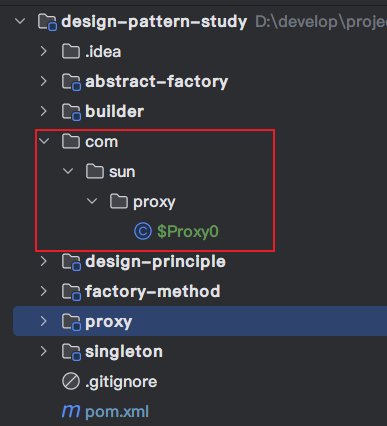 design-pattern-study D:\develop\proje
.idea
abstract-factory
builder
com
sun
proxy
$Proxy0
design-principle
factory-method
proxy
singleton
.gitignore
pom.xml